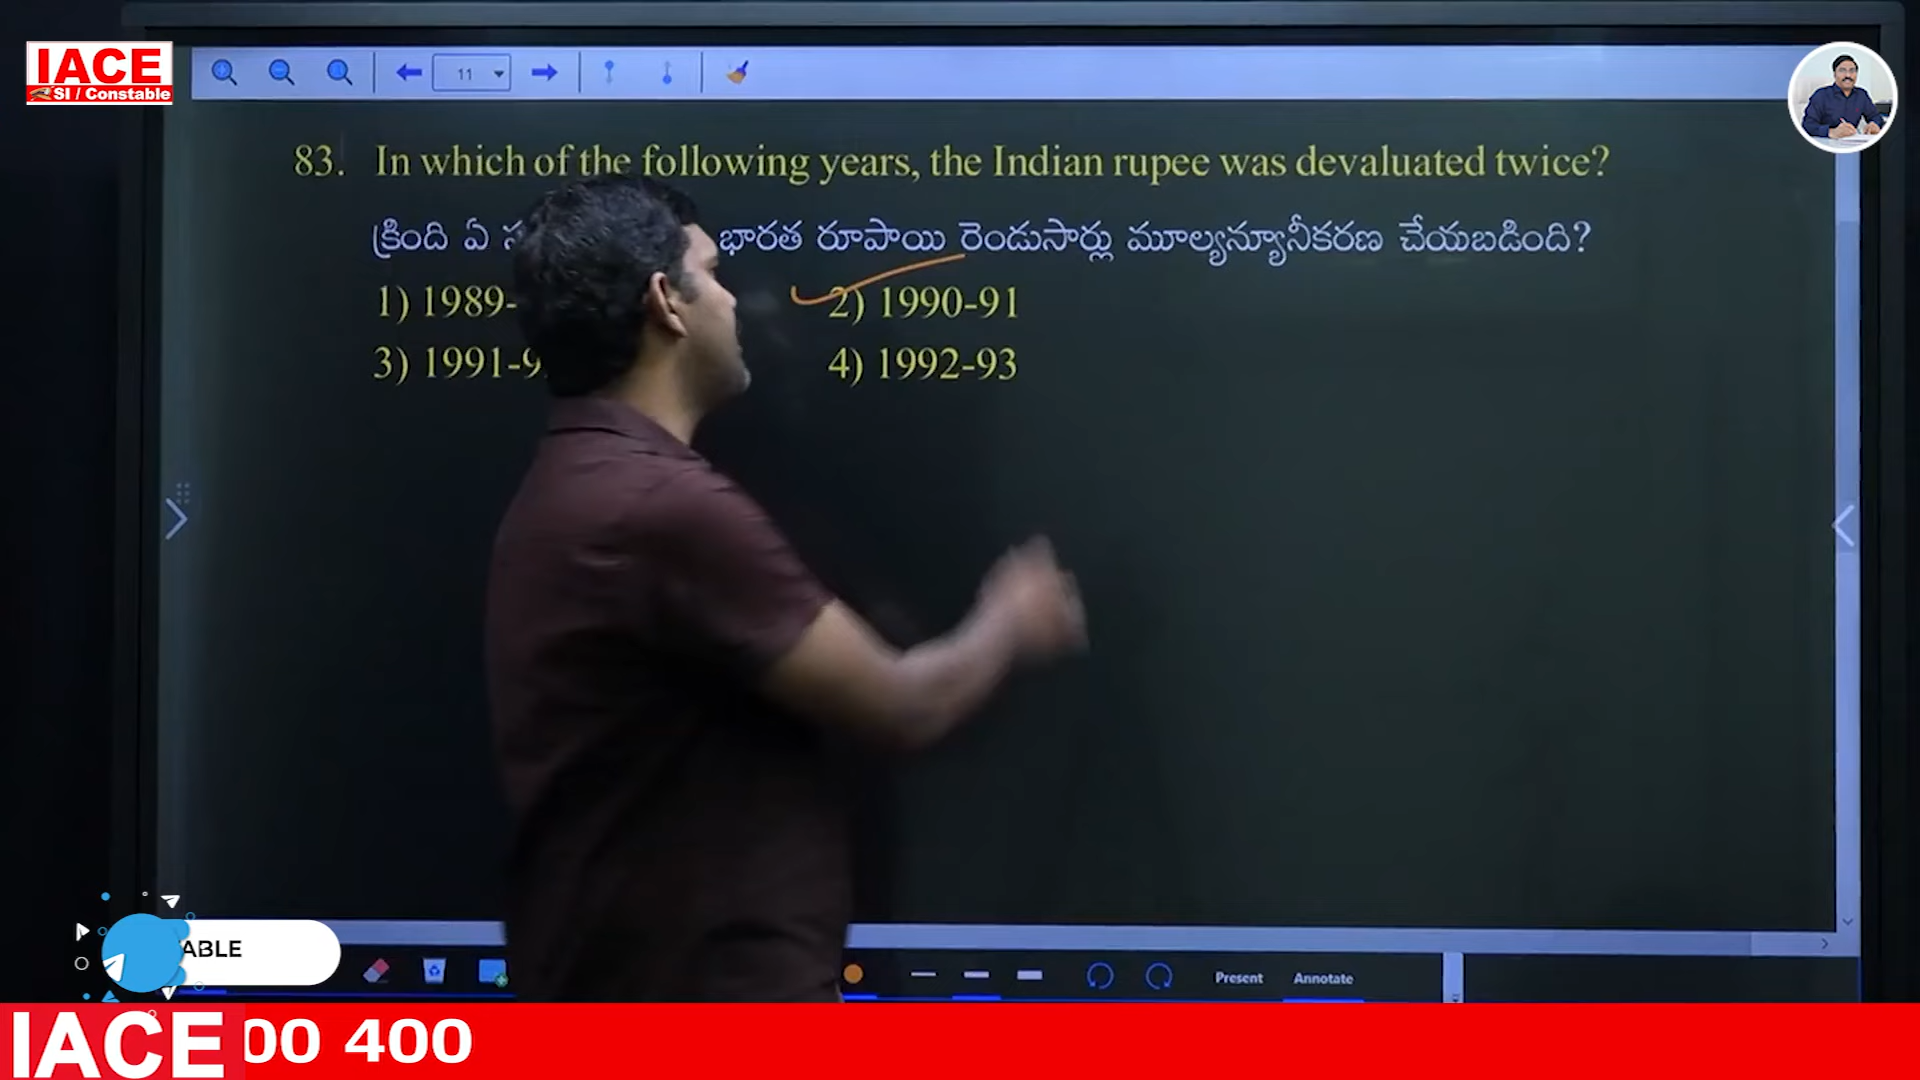 IACE
SI / Constable
11
83. In which of the following years, the Indian rupee was devaluated twice?
క్రింది ఏ భారత రూపాయి రెండుసార్లు మూల్యన్యూనీకరణ చేయబడింది?
1) 1989- 2) 1990-91
3) 1991-9 4) 1992-93
ABLE
Present Annotate
IACE 00 400